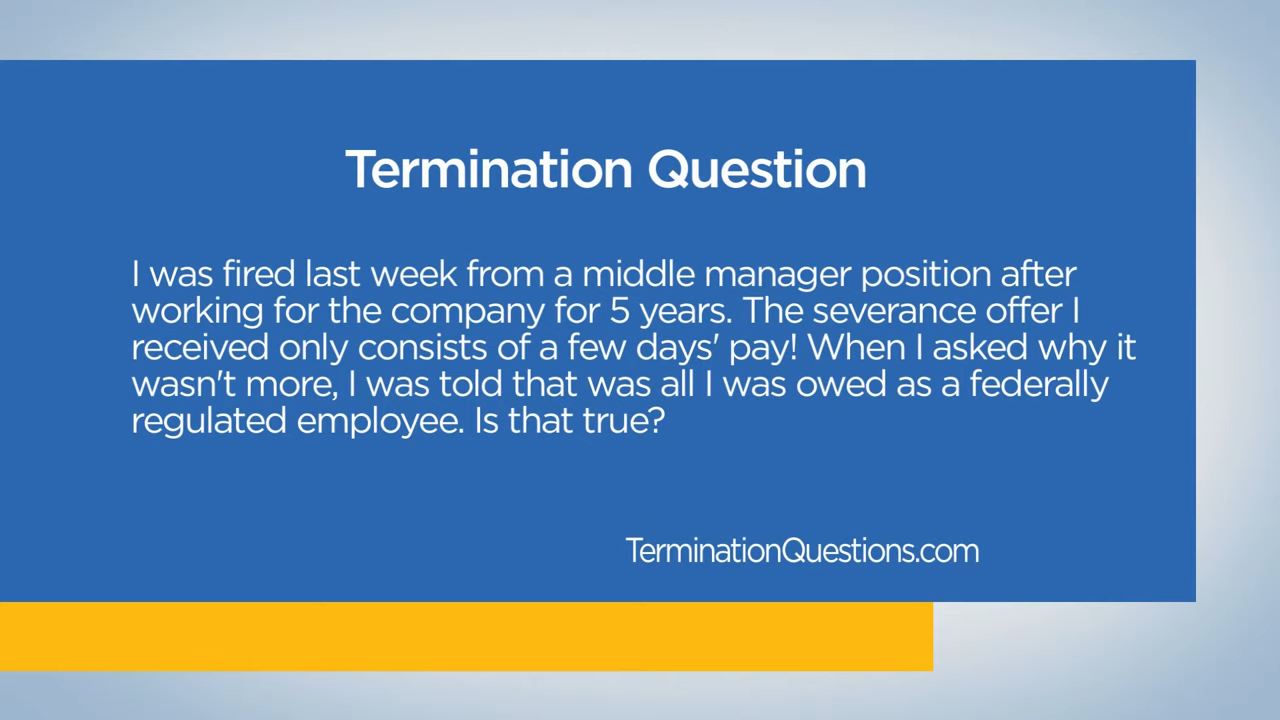 Termination Question
I was fired last week from a middle manager position after
working for the company for 5 years. The severance offer I
received only consists of a few days' pay! When I asked why it
wasn't more, I was told that was all I was owed as a federally
regulated employee. Is that true?
TerminationQuestions.com